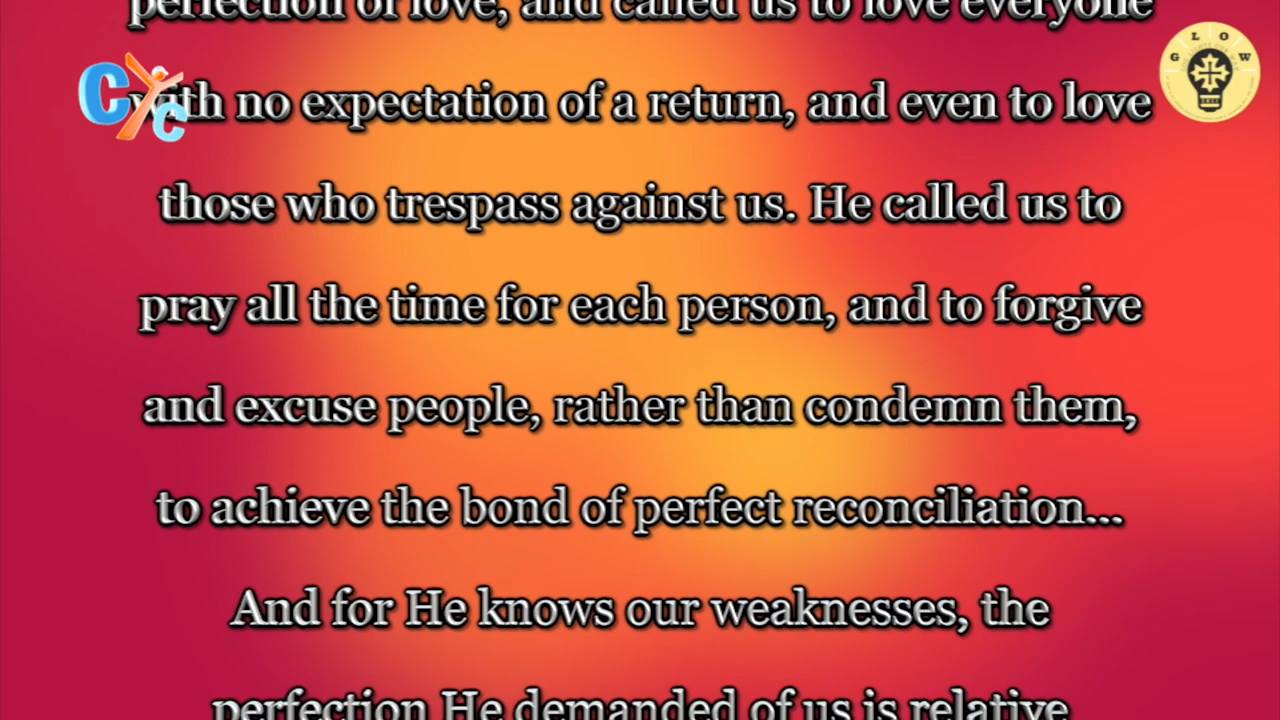 perfection of love, and called us to love everyone
with no expectation of a return, and even to love
those who trespass against us. He called us to
pray all the time for each person, and to forgive
and excuse people, rather than condemn them,
to achieve the bond of perfect reconciliation...
And for He knows our weaknesses, the
perfection He demanded of us is relative
CYC
G L O W